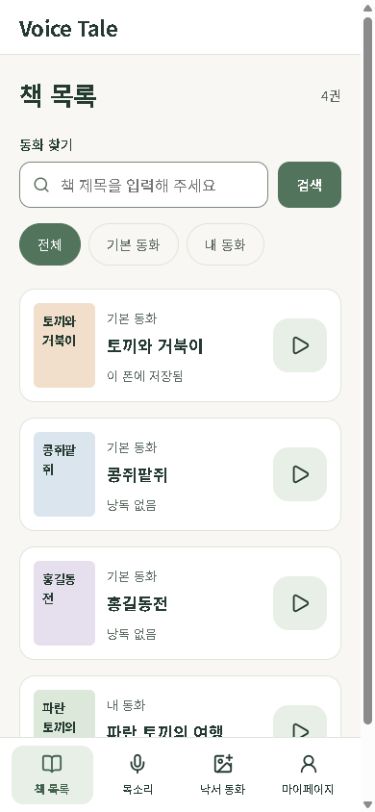 Voice Tale
책 목록
4권
동화 찾기
책 제목을 입력해 주세요
검색
전체
기본 동화
내 동화
토끼와
거북이
기본 동화
토끼와 거북이
이 폰에 저장됨
콩쥐팥
쥐
기본 동화
콩쥐팥쥐
낭독 없음
홍길동
전
기본 동화
홍길동전
낭독 없음
파란
토끼의
내 동화
파란 토끼의 여행
책 목록
목소리
낙서 동화
마이페이지